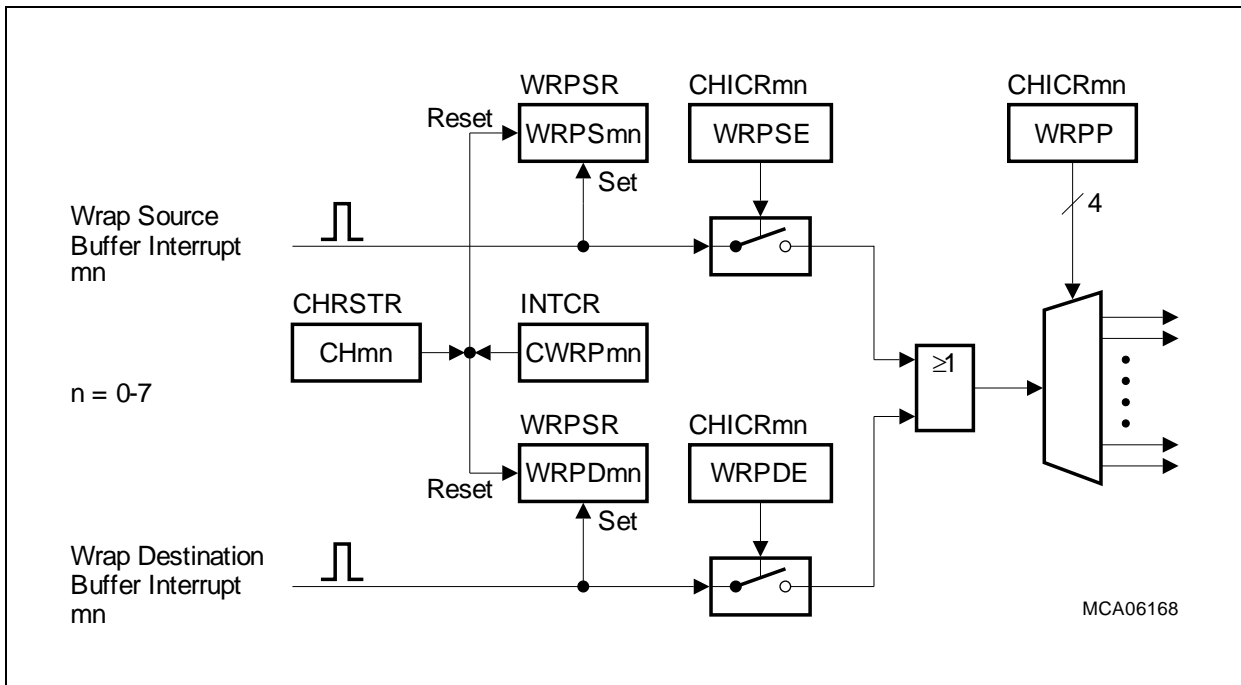 WRPSR
CHICRmn
CHICRmn
Reset
WRPSmn
WRPSE
WRPP
Set
4
Wrap Source
Buffer Interrupt
mn
CHRSTR
INTCR
CHmn
CWRPmn
≥1
n = 0-7
WRPSR
CHICRmn
WRPDmn
WRPDE
Reset
Set
Wrap Destination
Buffer Interrupt
mn
MCA06168